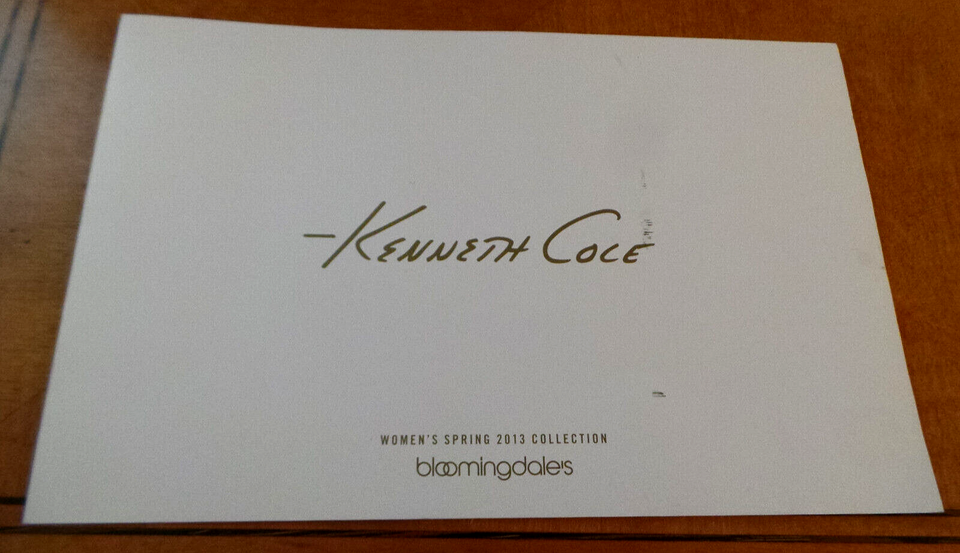 –KENNETH COLE
WOMEN'S SPRING 2013 COLLECTION
bloomingdale's